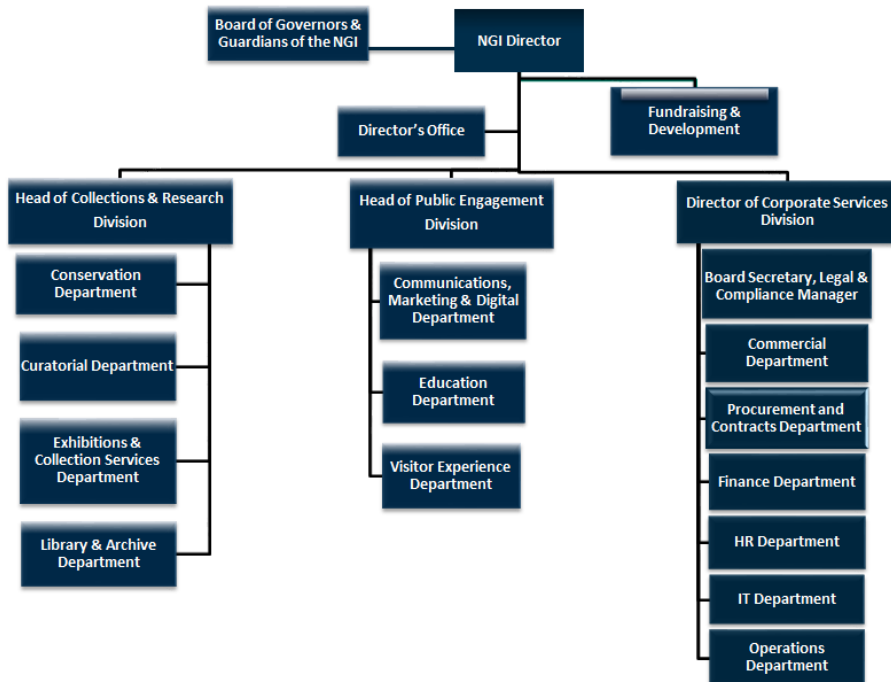 Board of Governors &
Guardians of the NGI
NGI Director
Fundraising &
Development
Director's Office
Head of Collections & Research
Division
Head of Public Engagement
Division
Director of Corporate Services
Division
Conservation
Department
Curatorial Department
Exhibitions &
Collection Services
Department
Library & Archive
Department
Communications,
Marketing & Digital
Department
Education
Department
Visitor Experience
Department
Board Secretary, Legal &
Compliance Manager
Commercial
Department
Procurement and
Contracts Department
Finance Department
HR Department
IT Department
Operations
Department